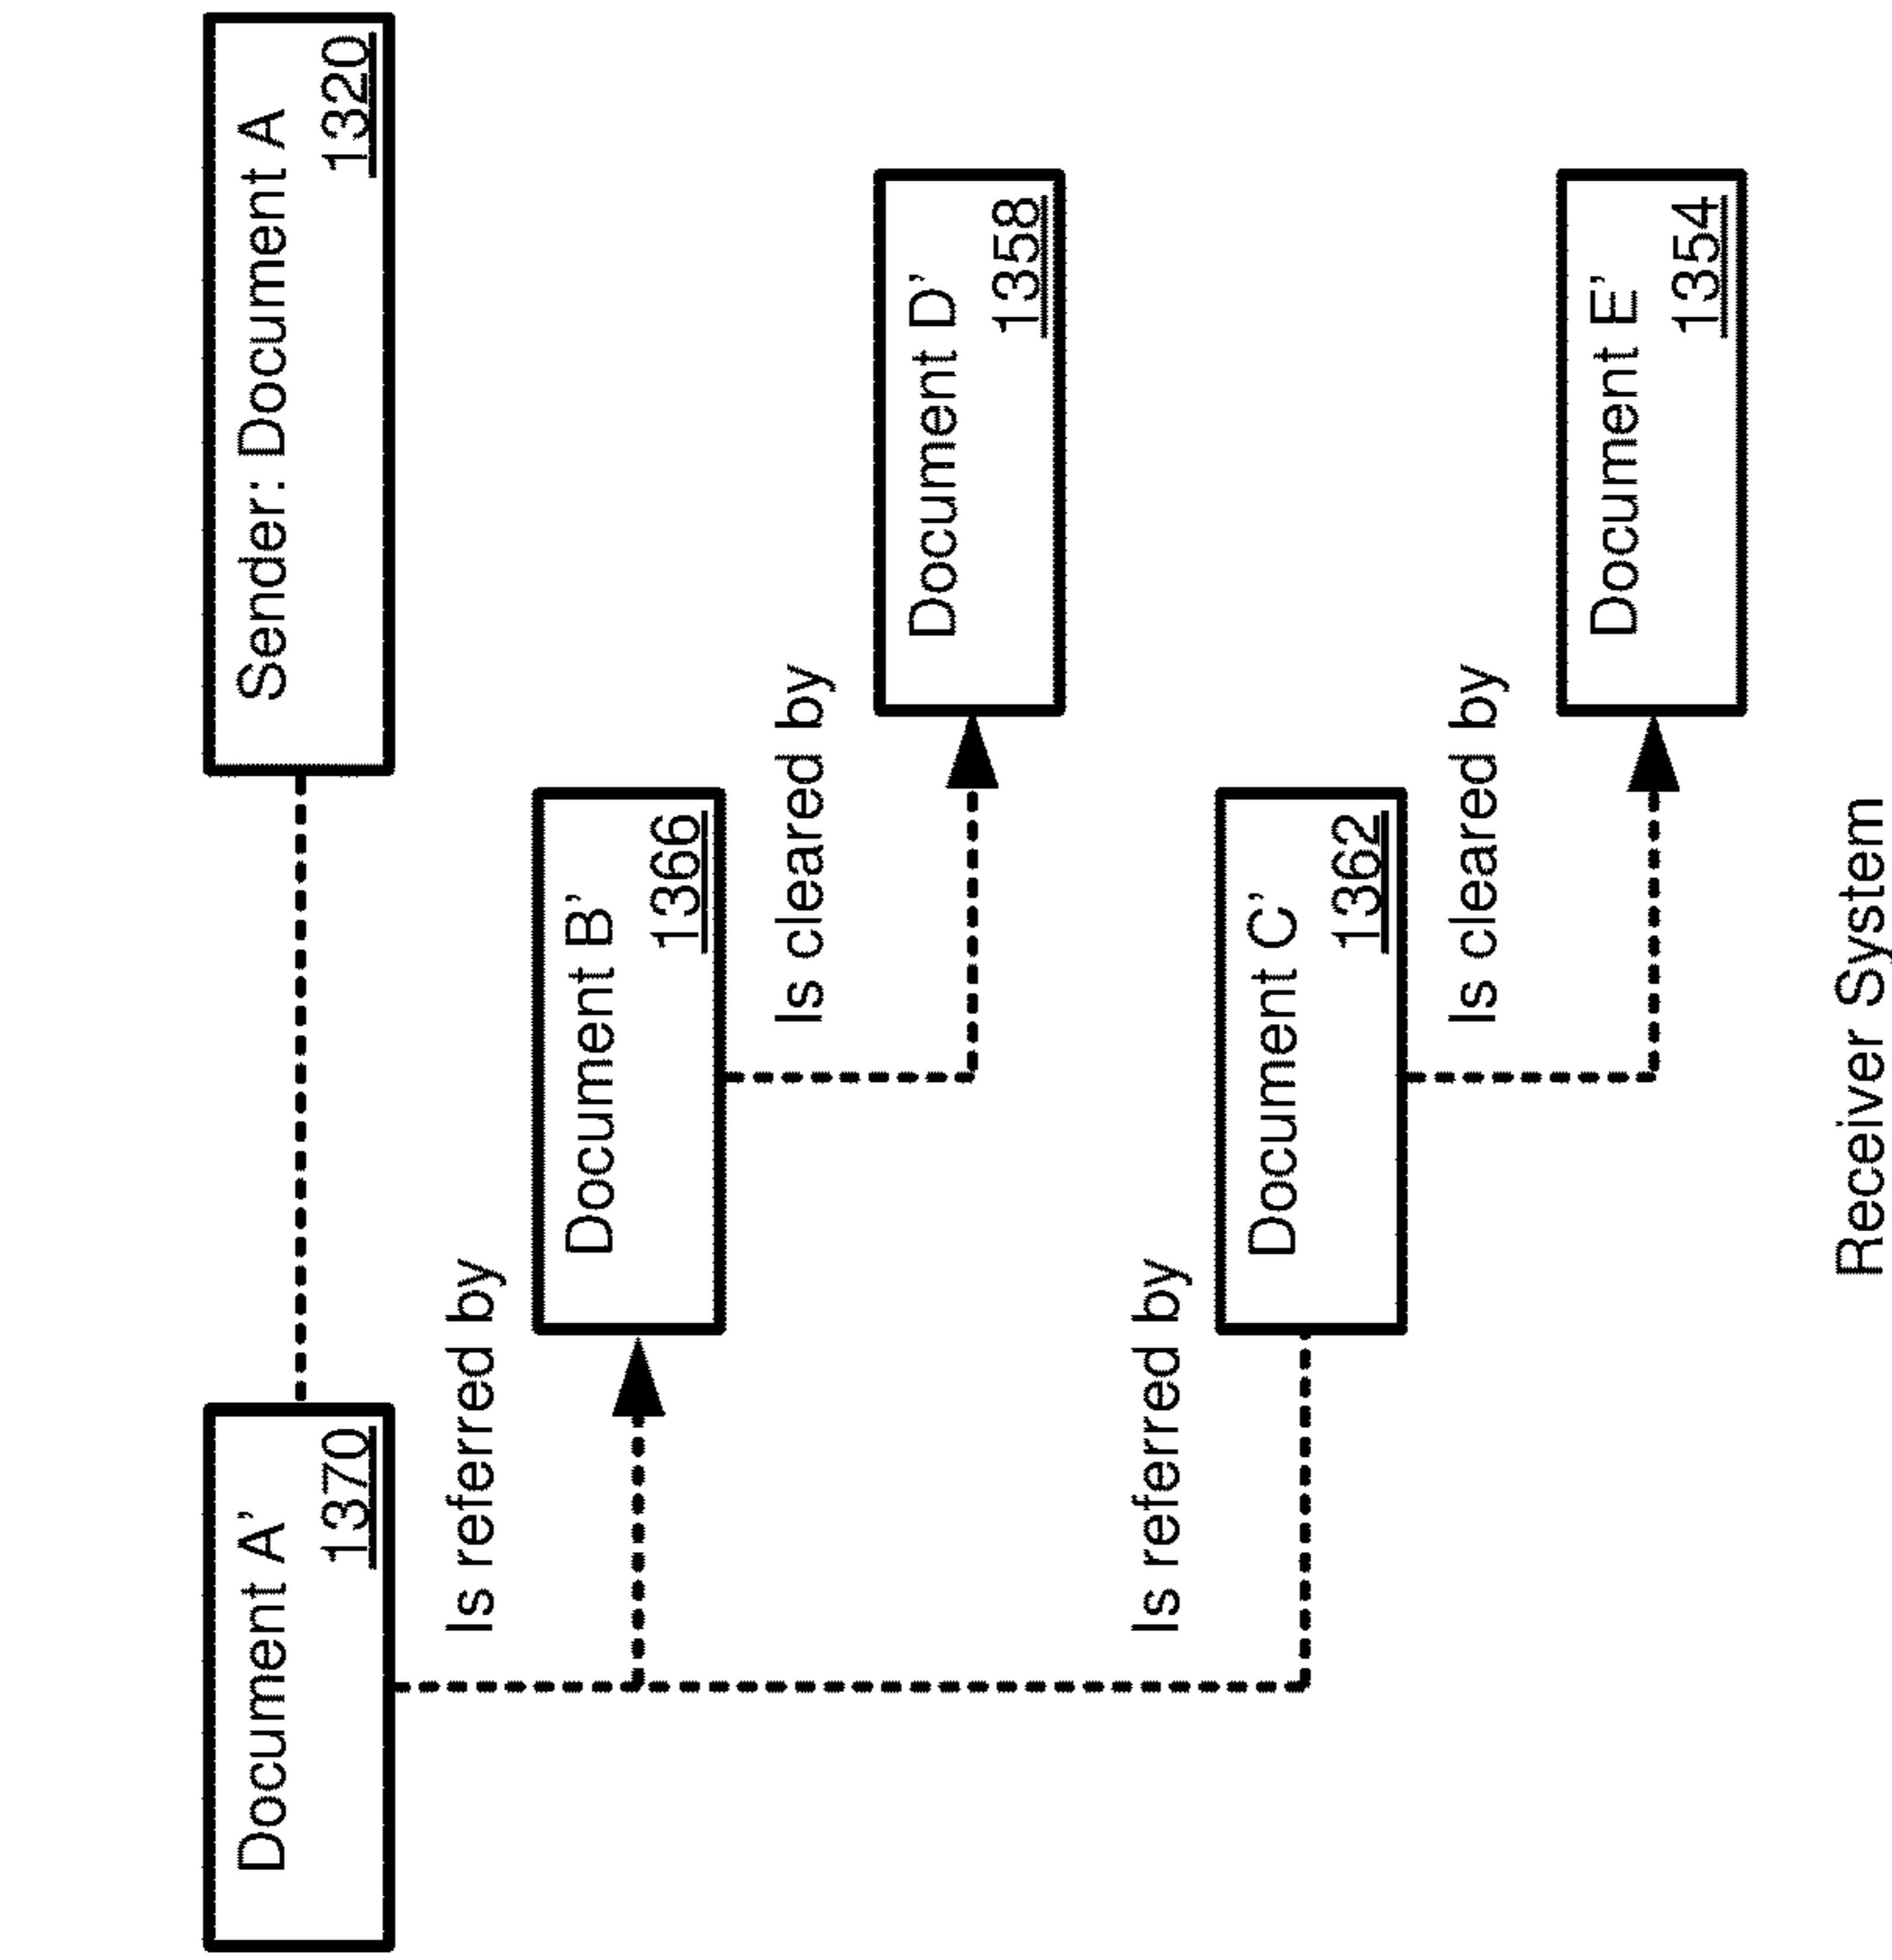 Document A’
1370
Sender: Document A
1320
Is referred by
Document B’
1366
Is cleared by
Document D’
1358
Is referred by
Document C’
1362
Is cleared by
Document E’
1354
Receiver System